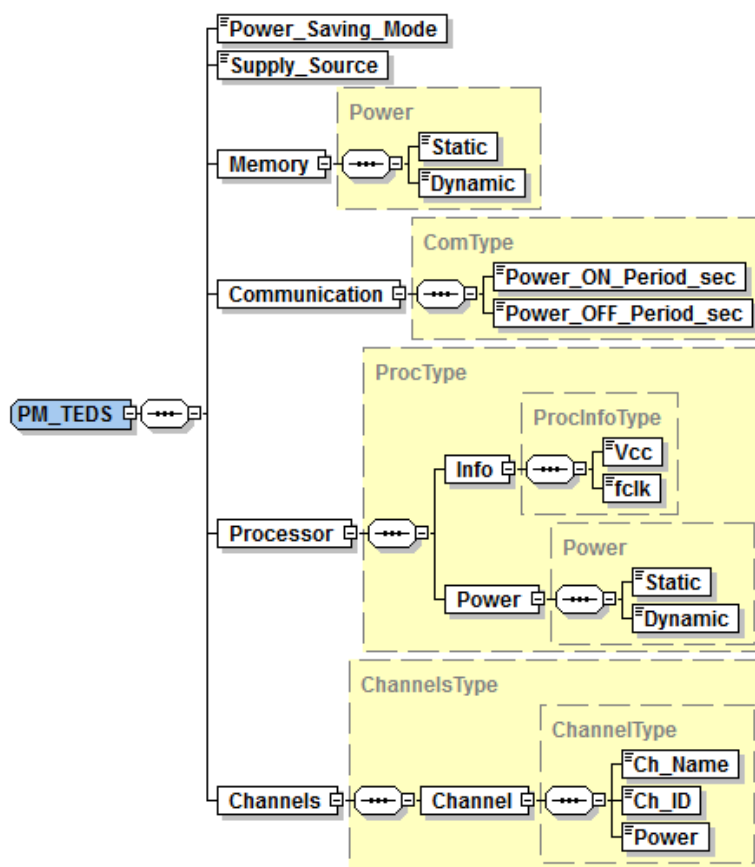 Power_Saving_Mode
Supply_Source
Power
Static
Memory
Dynamic
ComType
Power_ON_Period_sec
Communication
Power_OFF_Period_sec
ProcType
PM_TEDS
ProcInfoType
Vcc
Info
fclk
Processor
Power
Static
Power
Dynamic
ChannelsType
ChannelType
Ch_Name
Channels
Channel
Ch_ID
Power